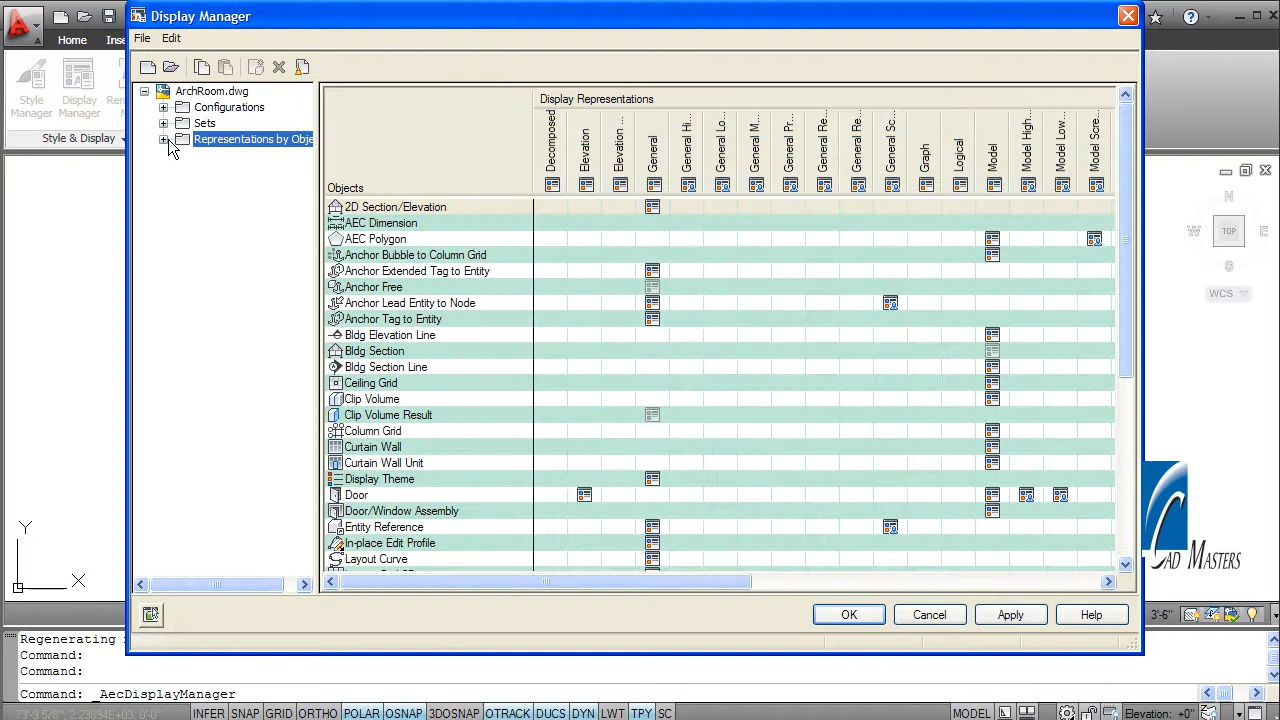 Display Manager
File Edit
Home Inse
Style Manager
Display Manager
Style & Display
ArchRoom.dwg
Configurations
Sets
Representations by Obje
Display Representations
Objects
Decomposed
Elevation
Elevation ...
General
General Hi...
General Lo...
General M...
General Pr...
General Re...
General Re...
General Sc...
Graph
Logical
Model
Model High...
Model Low...
Model Scre...
2D Section/Elevation
AEC Dimension
AEC Polygon
Anchor Bubble to Column Grid
Anchor Extended Tag to Entity
Anchor Free
Anchor Lead Entity to Node
Anchor Tag to Entity
Bldg Elevation Line
Bldg Section
Bldg Section Line
Ceiling Grid
Clip Volume
Clip Volume Result
Column Grid
Curtain Wall
Curtain Wall Unit
Display Theme
Door
Door/Window Assembly
Entity Reference
In-place Edit Profile
Layout Curve
OK Cancel Apply Help
N
W TOP E
S
WCS
CAD MASTERS
Y
X
3'-6"
Regenerating
Command:
Command:
Command: _AecDisplayManager
INFER SNAP GRID ORTHO POLAR OSNAP 3DOSNAP OTRACK DUCS DYN LWT TPY SC MODEL Elevation: +0"